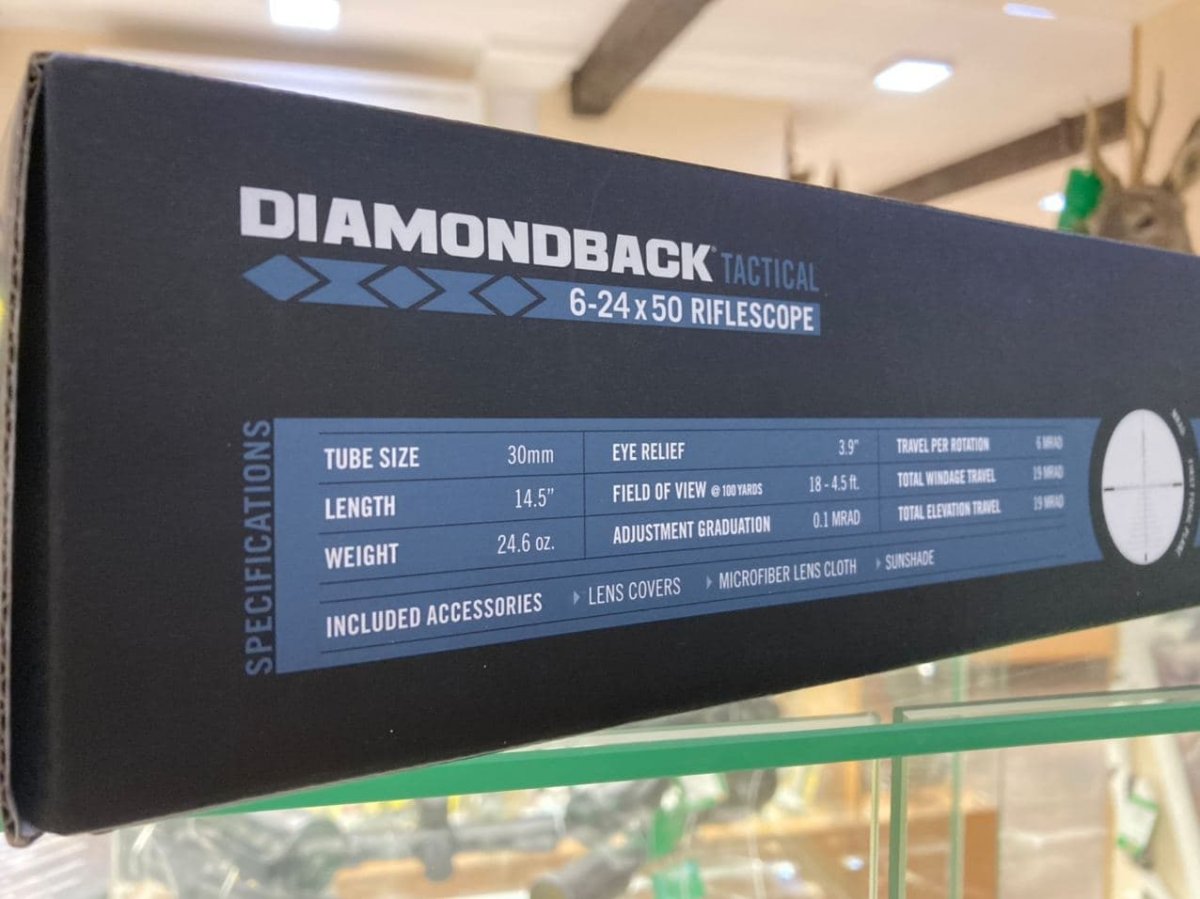 DIAMONDBACK® TACTICAL
6-24x50 RIFLESCOPE
SPECIFICATIONS
TUBE SIZE 30mm
LENGTH 14.5”
WEIGHT 24.6 oz.
EYE RELIEF 3.9”
FIELD OF VIEW @ 100 YARDS 18 - 4.5 ft.
ADJUSTMENT GRADUATION 0.1 MRAD
TRAVEL PER ROTATION 6 MRAD
TOTAL WINDAGE TRAVEL 19 MRAD
TOTAL ELEVATION TRAVEL 19 MRAD
INCLUDED ACCESSORIES LENS COVERS MICROFIBER LENS CLOTH SUNSHADE